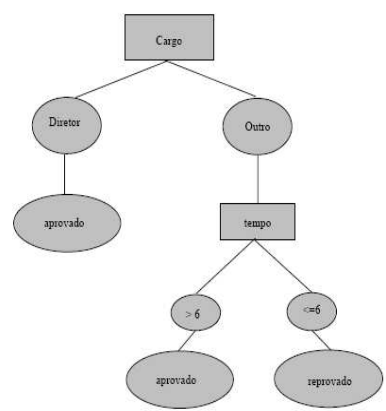 Cargo
Diretor
Outro
aprovado
tempo
> 6
<=6
aprovado
reprovado